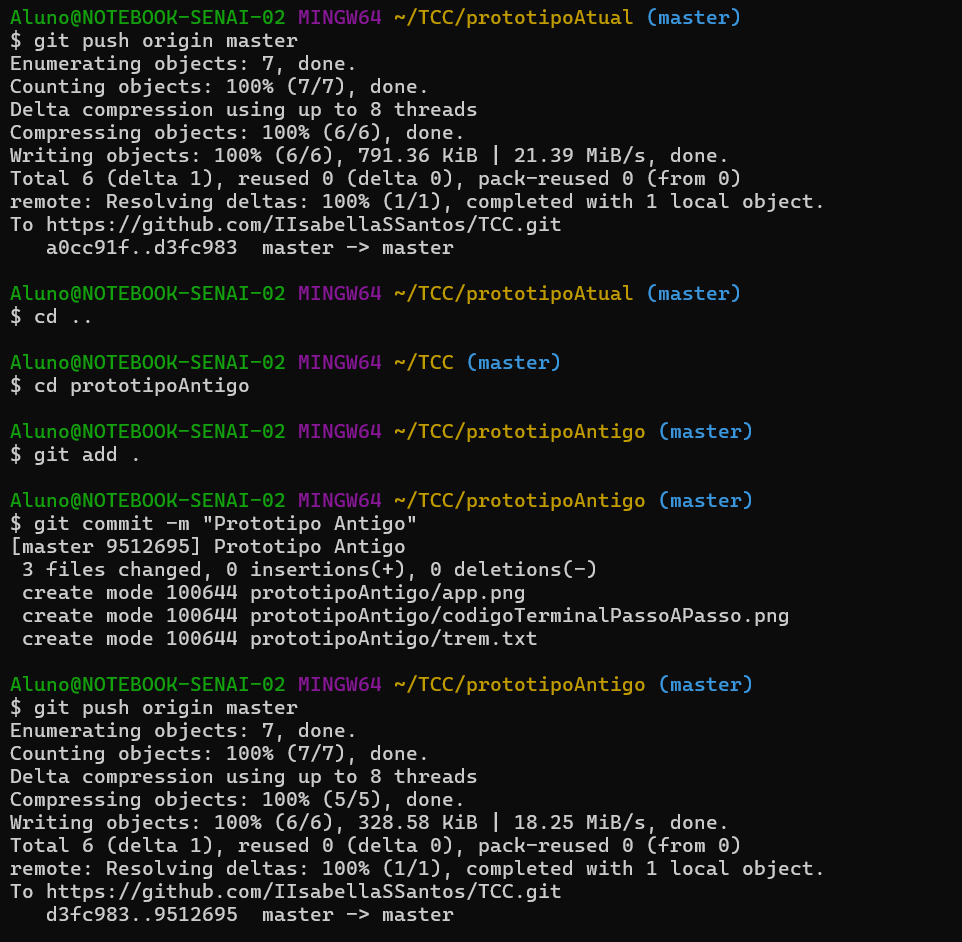 Aluno@NOTEBOOK-SENAI-02 MINGW64 ~/TCC/prototipoAtual (master)
$ git push origin master
Enumerating objects: 7, done.
Counting objects: 100% (7/7), done.
Delta compression using up to 8 threads
Compressing objects: 100% (6/6), done.
Writing objects: 100% (6/6), 791.36 KiB | 21.39 MiB/s, done.
Total 6 (delta 1), reused 0 (delta 0), pack-reused 0 (from 0)
remote: Resolving deltas: 100% (1/1), completed with 1 local object.
To https://github.com/IIsabellaSSantos/TCC.git
   a0cc91f..d3fc983  master -> master

Aluno@NOTEBOOK-SENAI-02 MINGW64 ~/TCC/prototipoAtual (master)
$ cd ..

Aluno@NOTEBOOK-SENAI-02 MINGW64 ~/TCC (master)
$ cd prototipoAntigo

Aluno@NOTEBOOK-SENAI-02 MINGW64 ~/TCC/prototipoAntigo (master)
$ git add .

Aluno@NOTEBOOK-SENAI-02 MINGW64 ~/TCC/prototipoAntigo (master)
$ git commit -m "Prototipo Antigo"
[master 9512695] Prototipo Antigo
 3 files changed, 0 insertions(+), 0 deletions(-)
 create mode 100644 prototipoAntigo/app.png
 create mode 100644 prototipoAntigo/codigoTerminalPassoAPasso.png
 create mode 100644 prototipoAntigo/trem.txt

Aluno@NOTEBOOK-SENAI-02 MINGW64 ~/TCC/prototipoAntigo (master)
$ git push origin master
Enumerating objects: 7, done.
Counting objects: 100% (7/7), done.
Delta compression using up to 8 threads
Compressing objects: 100% (5/5), done.
Writing objects: 100% (6/6), 328.58 KiB | 18.25 MiB/s, done.
Total 6 (delta 1), reused 0 (delta 0), pack-reused 0 (from 0)
remote: Resolving deltas: 100% (1/1), completed with 1 local object.
To https://github.com/IIsabellaSSantos/TCC.git
   d3fc983..9512695  master -> master